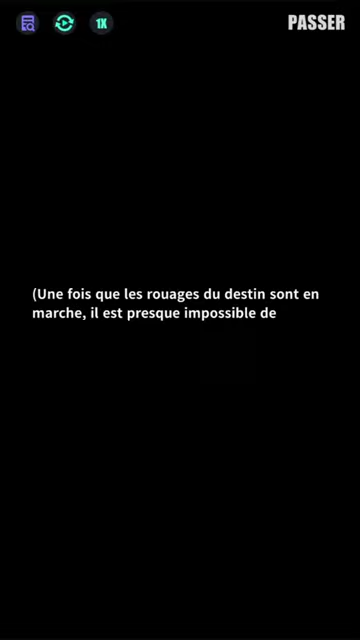 1X
PASSER
(Une fois que les rouages du destin sont en
marche, il est presque impossible de